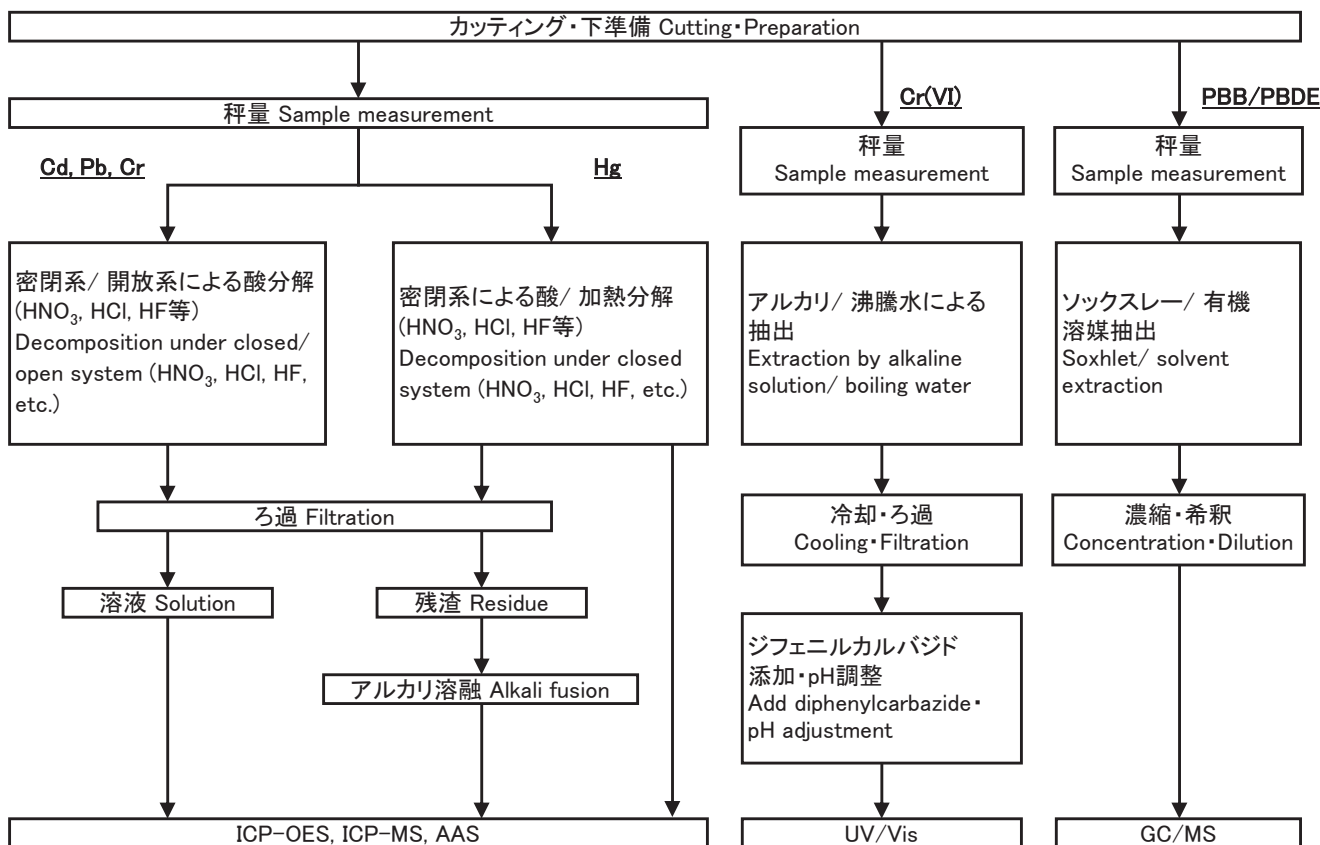 カッティング・下準備 Cutting・Preparation
秤量 Sample measurement
Cd, Pb, Cr
Hg
密閉系/ 開放系による酸分解
(HNO₃, HCl, HF等)
Decomposition under closed/
open system (HNO₃, HCl, HF,
etc.)
密閉系による酸/ 加熱分解
(HNO₃, HCl, HF等)
Decomposition under closed
system (HNO₃, HCl, HF, etc.)
ろ過 Filtration
溶液 Solution
残渣 Residue
アルカリ溶融 Alkali fusion
ICP-OES, ICP-MS, AAS
Cr(VI)
秤量
Sample measurement
アルカリ/ 沸騰水による
抽出
Extraction by alkaline
solution/ boiling water
冷却・ろ過
Cooling・Filtration
ジフェニルカルバジド
添加・pH調整
Add diphenylcarbazide・
pH adjustment
UV/Vis
PBB/PBDE
秤量
Sample measurement
ソックスレー/ 有機
溶媒抽出
Soxhlet/ solvent
extraction
濃縮・希釈
Concentration・Dilution
GC/MS